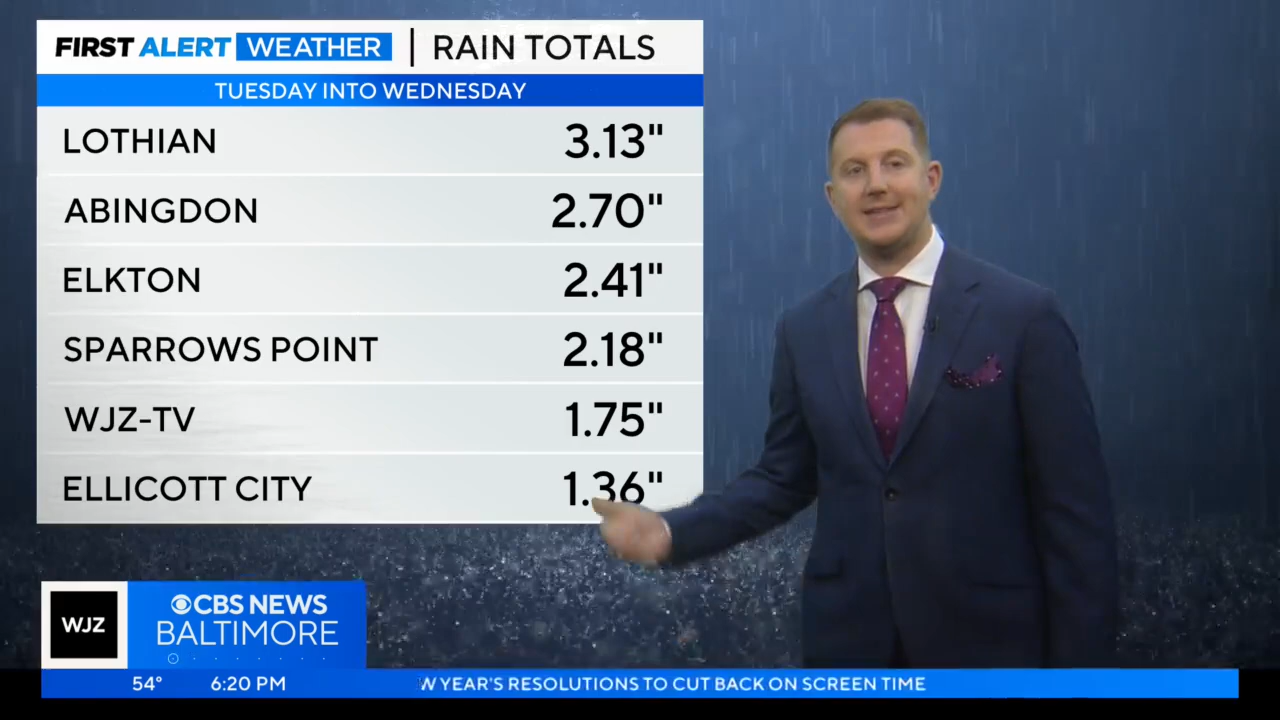 FIRST ALERT WEATHER | RAIN TOTALS
TUESDAY INTO WEDNESDAY
LOTHIAN 3.13"
ABINGDON 2.70"
ELKTON 2.41"
SPARROWS POINT 2.18"
WJZ-TV 1.75"
ELLICOTT CITY 1.36"
WJZ CBS NEWS
BALTIMORE
54° 6:20 PM W YEAR'S RESOLUTIONS TO CUT BACK ON SCREEN TIME